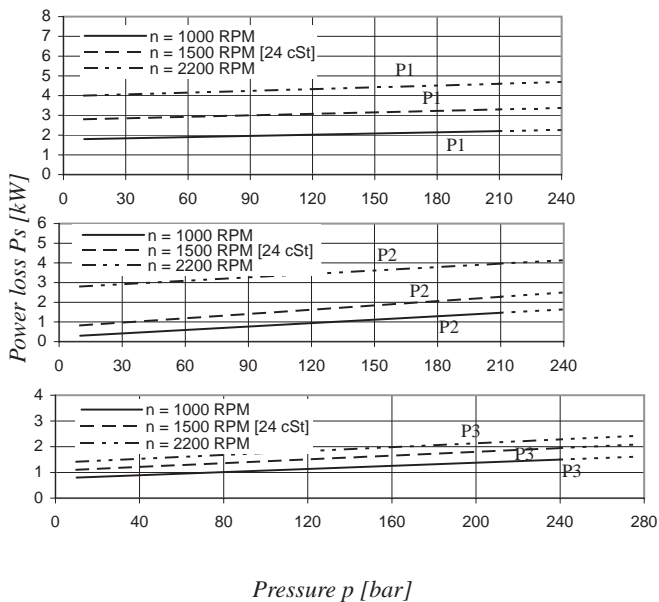 8
7
6
5
4
3
2
1
0
n = 1000 RPM
n = 1500 RPM [24 cSt]
n = 2200 RPM
P1
P1
P1
0 30 60 90 120 150 180 210 240
Power loss Ps [kW]
6
5
4
3
2
1
0
n = 1000 RPM
n = 1500 RPM [24 cSt]
n = 2200 RPM
P2
P2
P2
0 30 60 90 120 150 180 210 240
4
3
2
1
0
n = 1000 RPM
n = 1500 RPM [24 cSt]
n = 2200 RPM
P3
P3
P3
0 40 80 120 160 200 240 280
Pressure p [bar]